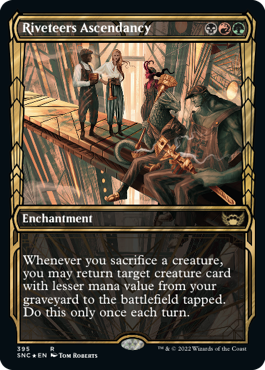 Riveteers Ascendancy
Enchantment
Whenever you sacrifice a creature,
you may return target creature card
with lesser mana value from your
graveyard to the battlefield tapped.
Do this only once each turn.
395 R
SNC ★ EN Tom Roberts
™ & © 2022 Wizards of the Coast